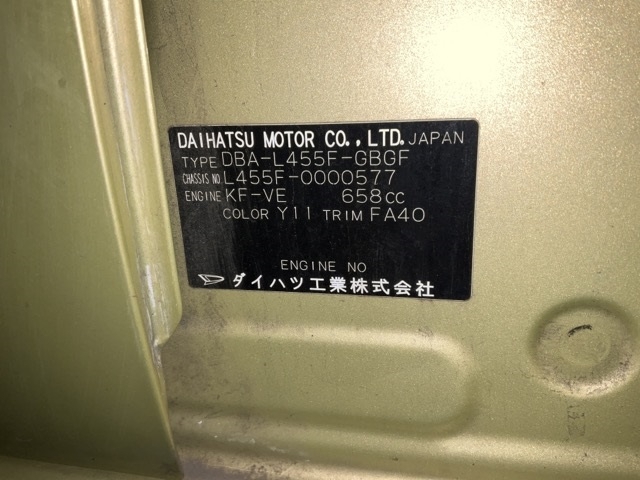 DAIHATSU MOTOR CO.,LTD. JAPAN
TYPE DBA-L455F-GBGF
CHASSIS NO. L455F-0000577
ENGINE KF-VE 658cc
COLOR Y11 TRIM FA40
ENGINE NO
ダイハツ工業株式会社